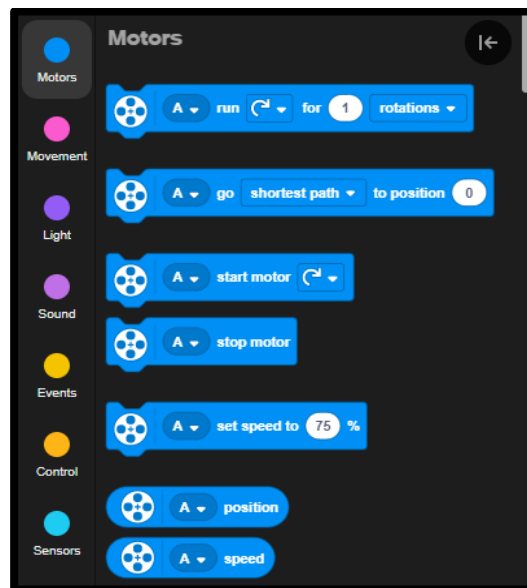 Motors
Movement
Light
Sound
Events
Control
Sensors
Motors
A run for 1 rotations
A go shortest path to position 0
A start motor
A stop motor
A set speed to 75 %
A position
A speed